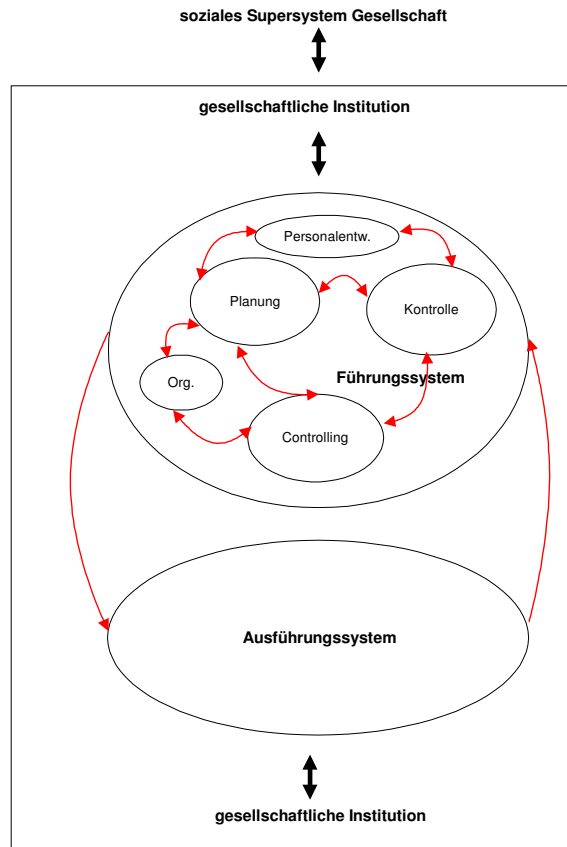 soziales Supersystem Gesellschaft
gesellschaftliche Institution
Personalentw.
Planung
Kontrolle
Führungssystem
Org.
Controlling
Ausführungssystem
gesellschaftliche Institution